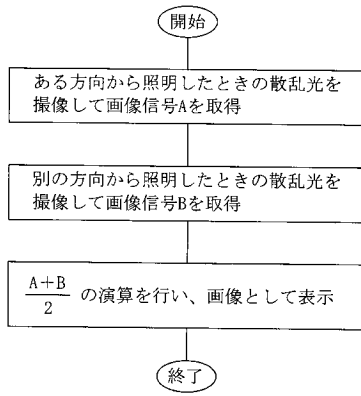 開始
ある方向から照明したときの散乱光を
撮像して画像信号Aを取得
別の方向から照明したときの散乱光を
撮像して画像信号Bを取得
A+B
2
の演算を行い、画像として表示
終了